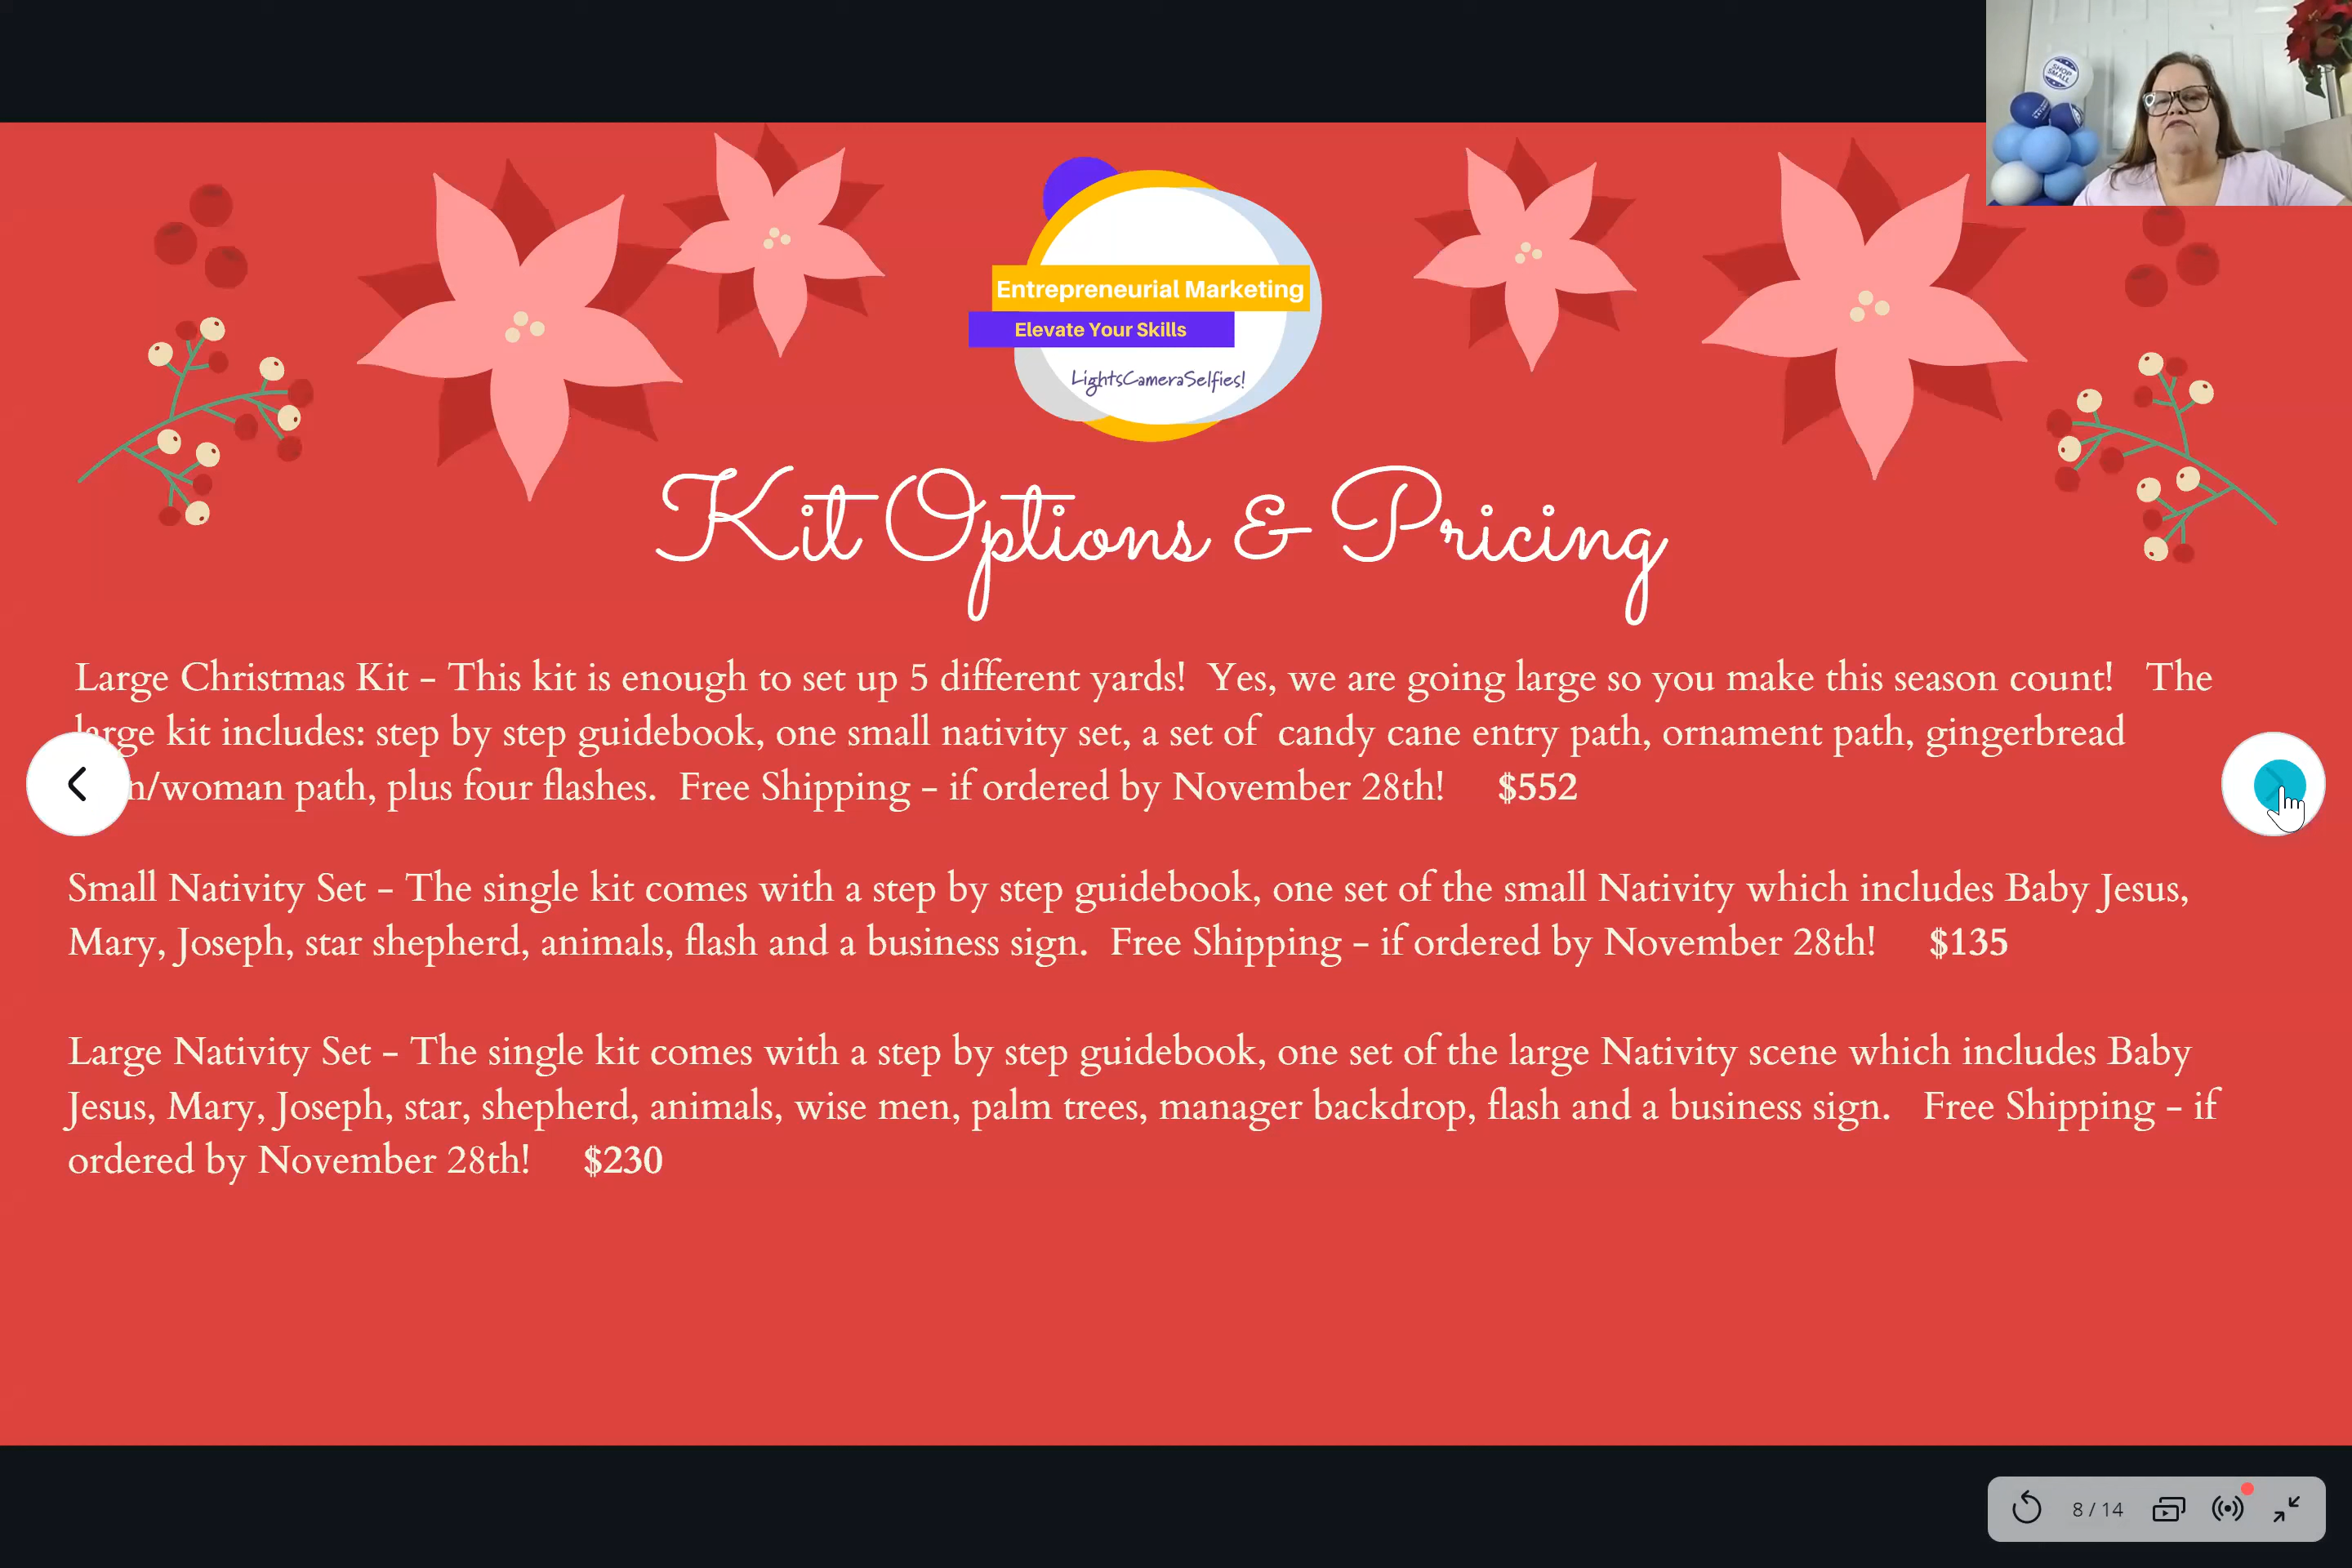 SHOP
SMALL
Entrepreneurial Marketing
Elevate Your Skills
LightsCameraSelfies!
Kit Options & Pricing
Large Christmas Kit - This kit is enough to set up 5 different yards! Yes, we are going large so you make this season count! The
large kit includes: step by step guidebook, one small nativity set, a set of candy cane entry path, ornament path, gingerbread
n/woman path, plus four flashes. Free Shipping - if ordered by November 28th! $552
Small Nativity Set - The single kit comes with a step by step guidebook, one set of the small Nativity which includes Baby Jesus,
Mary, Joseph, star shepherd, animals, flash and a business sign. Free Shipping - if ordered by November 28th! $135
Large Nativity Set - The single kit comes with a step by step guidebook, one set of the large Nativity scene which includes Baby
Jesus, Mary, Joseph, star, shepherd, animals, wise men, palm trees, manager backdrop, flash and a business sign. Free Shipping - if
ordered by November 28th! $230
8 / 14